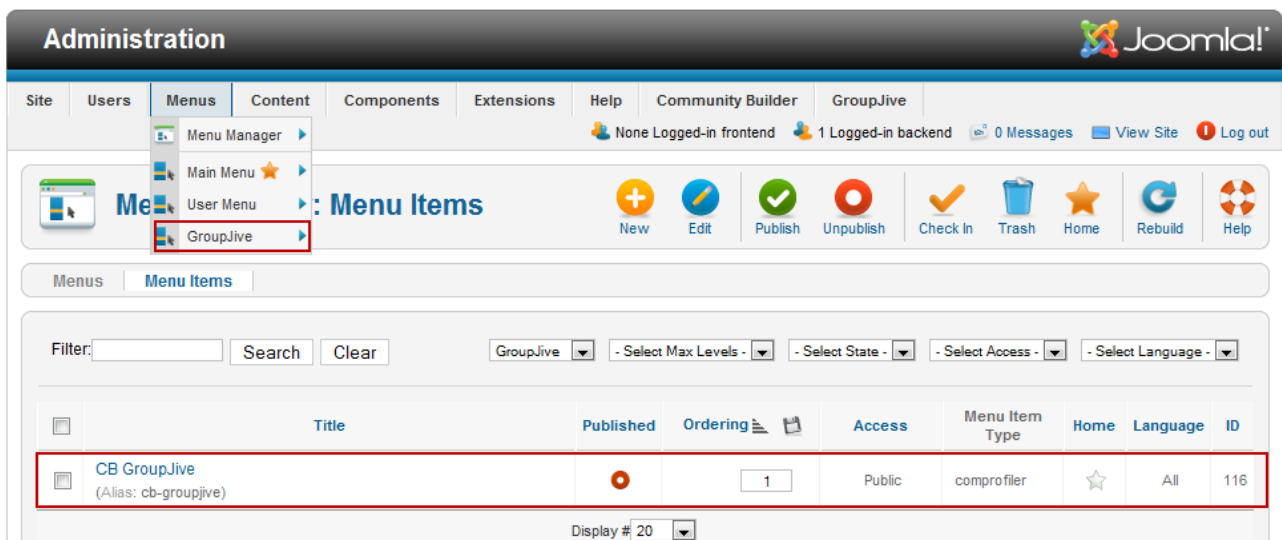 Administration
Joomla!
Site Users Menus Content Components Extensions Help Community Builder GroupJive
Menu Manager
None Logged-in frontend 1 Logged-in backend 0 Messages View Site Log out
Main Menu
User Menu
: Menu Items
GroupJive
New Edit Publish Unpublish Check In Trash Home Rebuild Help
Menus Menu Items
Filter: Search Clear GroupJive - Select Max Levels - - Select State - - Select Access - - Select Language -
Title Published Ordering Access Menu Item Type Home Language ID
CB GroupJive
(Alias: cb-groupjive)
1 Public comprofiler All 116
Display # 20